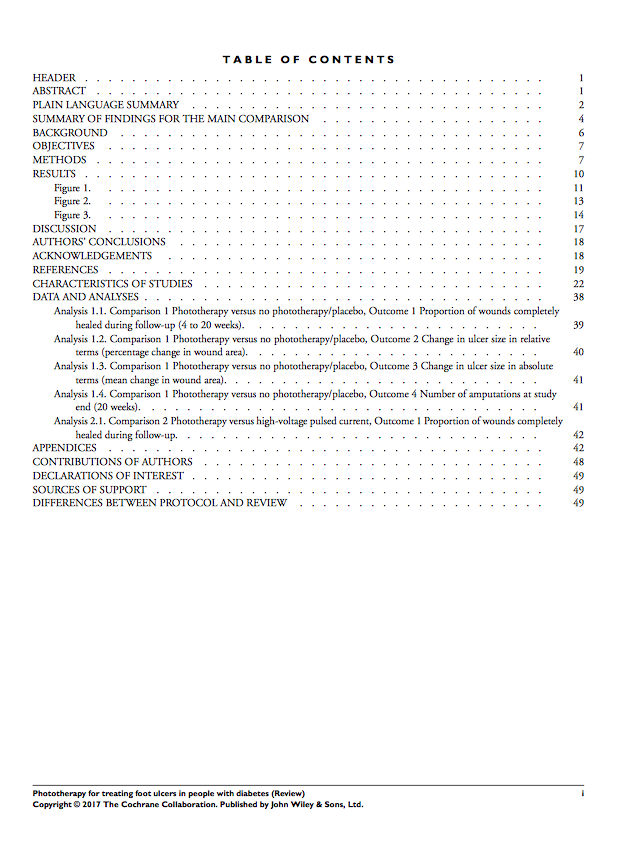 TABLE OF CONTENTS
HEADER . . . . . . . . . . . . . . . . . . . . . . . . . . . . . . . . . . . . . . . 1
ABSTRACT . . . . . . . . . . . . . . . . . . . . . . . . . . . . . . . . . . . . . . 1
PLAIN LANGUAGE SUMMARY . . . . . . . . . . . . . . . . . . . . . . . . . . . . . . 2
SUMMARY OF FINDINGS FOR THE MAIN COMPARISON . . . . . . . . . . . . . . . . . . . 4
BACKGROUND . . . . . . . . . . . . . . . . . . . . . . . . . . . . . . . . . . . . 6
OBJECTIVES . . . . . . . . . . . . . . . . . . . . . . . . . . . . . . . . . . . . . 7
METHODS . . . . . . . . . . . . . . . . . . . . . . . . . . . . . . . . . . . . . . 7
RESULTS . . . . . . . . . . . . . . . . . . . . . . . . . . . . . . . . . . . . . . . 10
Figure 1. . . . . . . . . . . . . . . . . . . . . . . . . . . . . . . . . . . . . . 11
Figure 2. . . . . . . . . . . . . . . . . . . . . . . . . . . . . . . . . . . . . . 13
Figure 3. . . . . . . . . . . . . . . . . . . . . . . . . . . . . . . . . . . . . . 14
DISCUSSION . . . . . . . . . . . . . . . . . . . . . . . . . . . . . . . . . . . . . 17
AUTHORS' CONCLUSIONS . . . . . . . . . . . . . . . . . . . . . . . . . . . . . . . 18
ACKNOWLEDGEMENTS . . . . . . . . . . . . . . . . . . . . . . . . . . . . . . . . 18
REFERENCES . . . . . . . . . . . . . . . . . . . . . . . . . . . . . . . . . . . . . 19
CHARACTERISTICS OF STUDIES . . . . . . . . . . . . . . . . . . . . . . . . . . . . . 22
DATA AND ANALYSES . . . . . . . . . . . . . . . . . . . . . . . . . . . . . . . . . . 38
Analysis 1.1. Comparison 1 Phototherapy versus no phototherapy/placebo, Outcome 1 Proportion of wounds completely
healed during follow-up (4 to 20 weeks). . . . . . . . . . . . . . . . . . . . . . . . . 39
Analysis 1.2. Comparison 1 Phototherapy versus no phototherapy/placebo, Outcome 2 Change in ulcer size in relative
terms (percentage change in wound area). . . . . . . . . . . . . . . . . . . . . . . . . 40
Analysis 1.3. Comparison 1 Phototherapy versus no phototherapy/placebo, Outcome 3 Change in ulcer size in absolute
terms (mean change in wound area). . . . . . . . . . . . . . . . . . . . . . . . . . . 41
Analysis 1.4. Comparison 1 Phototherapy versus no phototherapy/placebo, Outcome 4 Number of amputations at study
end (20 weeks). . . . . . . . . . . . . . . . . . . . . . . . . . . . . . . . . . 41
Analysis 2.1. Comparison 2 Phototherapy versus high-voltage pulsed current, Outcome 1 Proportion of wounds completely
healed during follow-up. . . . . . . . . . . . . . . . . . . . . . . . . . . . . . . 42
APPENDICES . . . . . . . . . . . . . . . . . . . . . . . . . . . . . . . . . . . . . 42
CONTRIBUTIONS OF AUTHORS . . . . . . . . . . . . . . . . . . . . . . . . . . . . . 48
DECLARATIONS OF INTEREST . . . . . . . . . . . . . . . . . . . . . . . . . . . . . . 49
SOURCES OF SUPPORT . . . . . . . . . . . . . . . . . . . . . . . . . . . . . . . . . 49
DIFFERENCES BETWEEN PROTOCOL AND REVIEW . . . . . . . . . . . . . . . . . . . . . 49
Phototherapy for treating foot ulcers in people with diabetes (Review) i
Copyright © 2017 The Cochrane Collaboration. Published by John Wiley & Sons, Ltd.